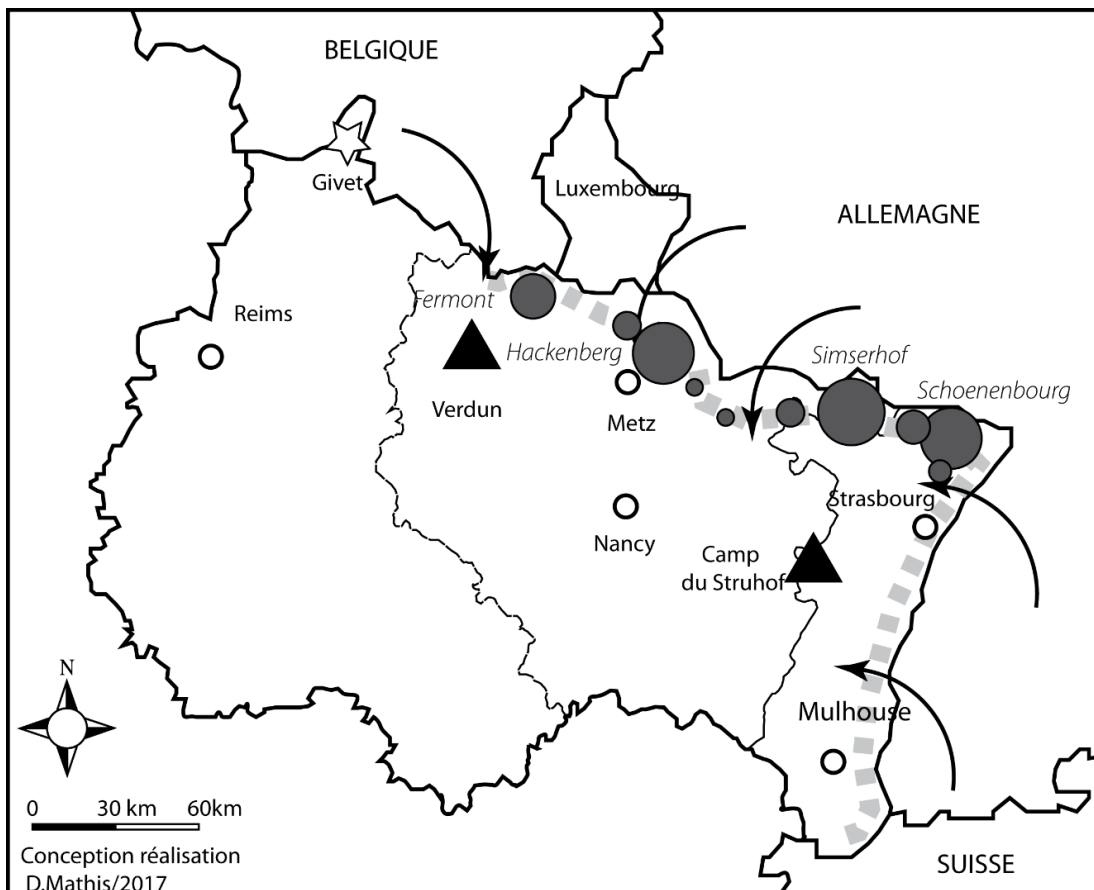 BELGIQUE
Givet
Luxembourg
ALLEMAGNE
Reims
Fermont
Verdun
Hackenberg
Metz
Simserhof
Schoenenbourg
Strasbourg
Nancy
Camp
du Struhof
Mulhouse
N
0 30 km 60km
Conception réalisation
D.Mathis/2017
SUISSE